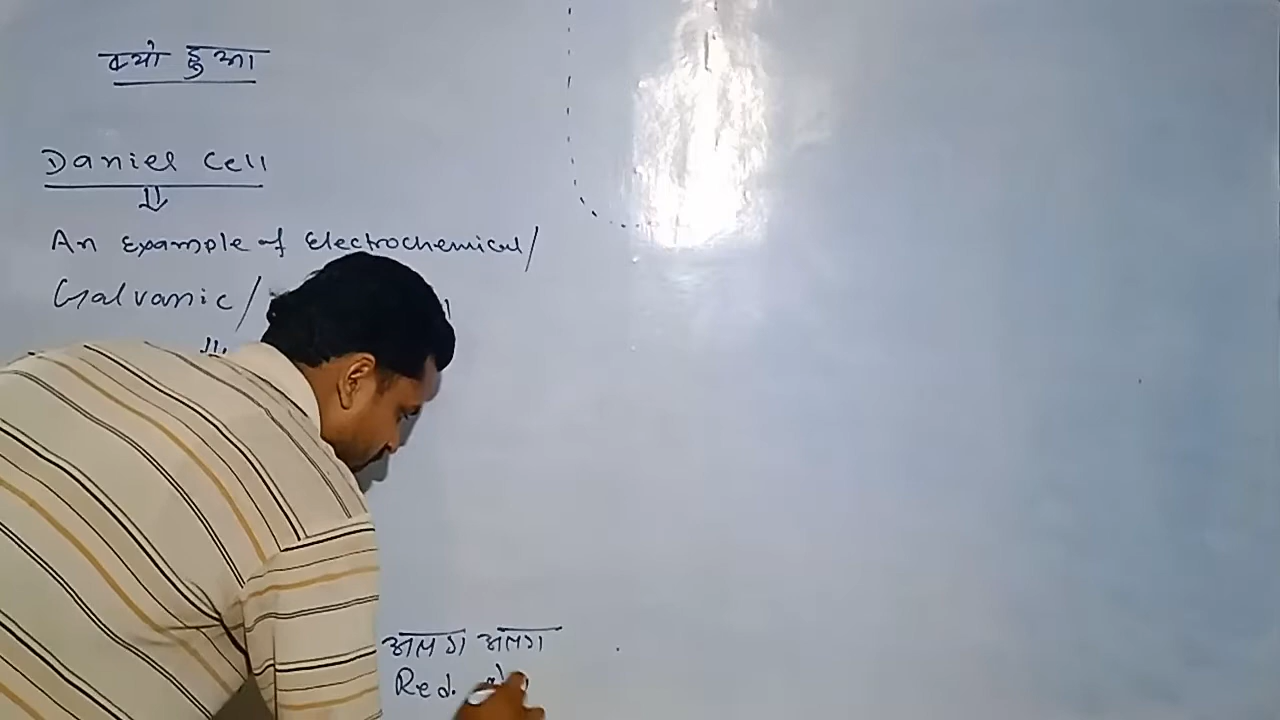 क्यो हुआ
Daniel Cell
An Example of Electrochemical/
Galvanic/
अलग अलग
Red.